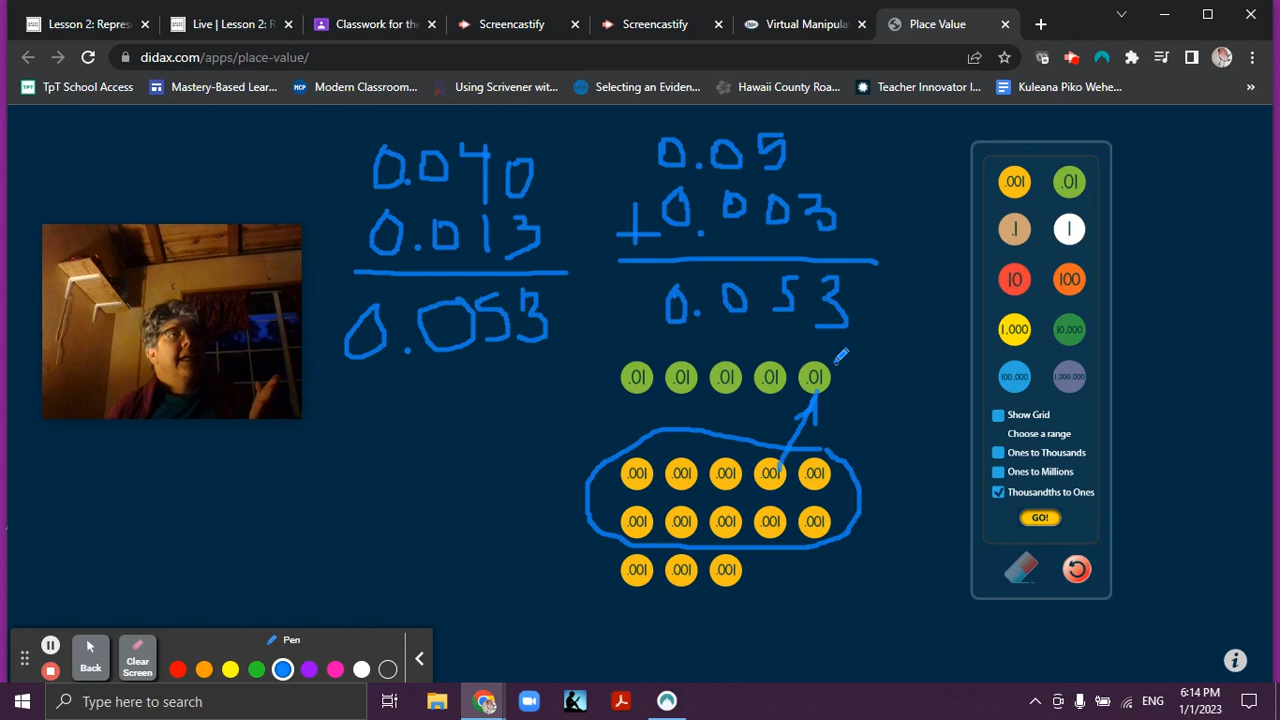 Lesson 2: Repres
Live | Lesson 2: R
Classwork for the
Screencastify
Screencastify
Virtual Manipula
Place Value
didax.com/apps/place-value/
TpT School Access
Mastery-Based Lear...
Modern Classroom...
Using Scrivener wit...
Selecting an Eviden...
Hawaii County Roa...
Teacher Innovator I...
Kuleana Piko Wehe...
0.040
0.013
0.053
0.05
+0.003
0.053
.01 .01 .01 .01 .01
.001 .001 .001 .001 .001
.001 .001 .001 .001 .001
.001 .001 .001
.001 .01
.1 1
10 100
1,000 10,000
100,000 1,000,000
Show Grid
Choose a range
Ones to Thousands
Ones to Millions
Thousandths to Ones
GO!
Pen
Back
Clear Screen
Type here to search
ENG
6:14 PM
1/1/2023